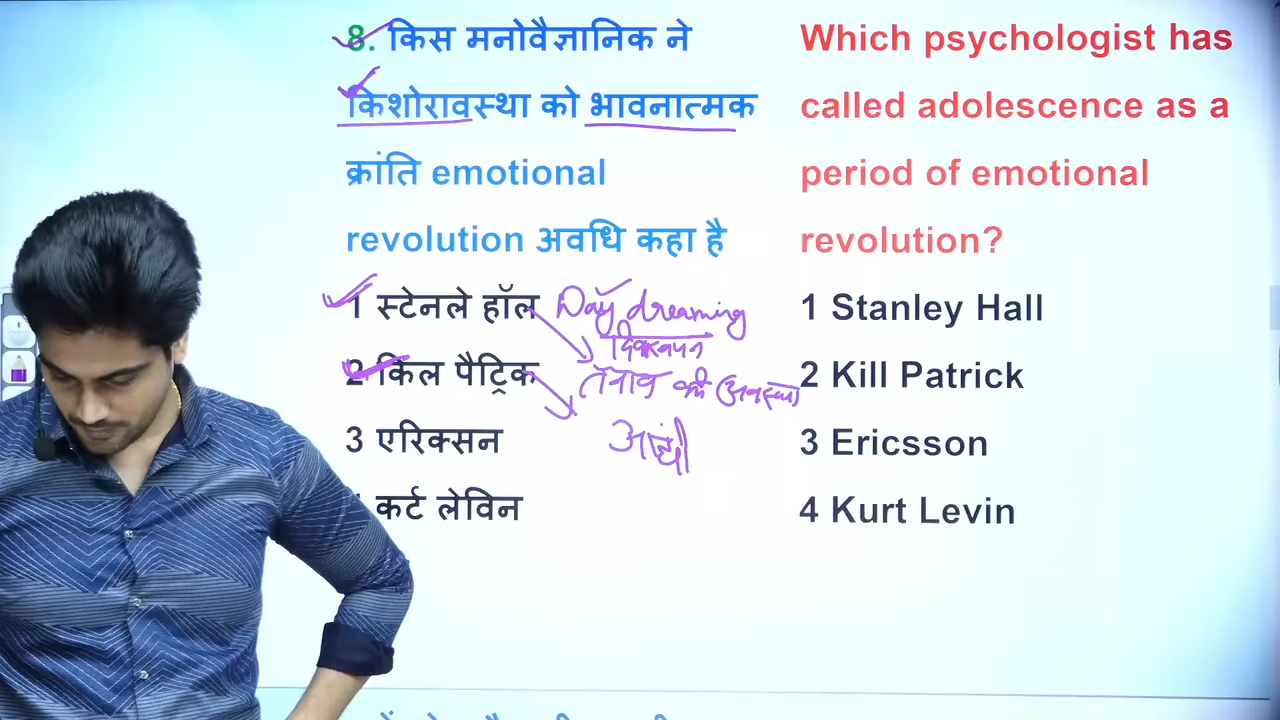 8. किस मनोवैज्ञानिक ने
किशोरावस्था को भावनात्मक
क्रांति emotional
revolution अवधि कहा है
1 स्टेनले हॉल
Day dreaming
2 किल पैट्रिक
तनाव की अवस्था
3 एरिक्सन
कर्ट लेविन
Which psychologist has
called adolescence as a
period of emotional
revolution?
1 Stanley Hall
2 Kill Patrick
3 Ericsson
4 Kurt Levin